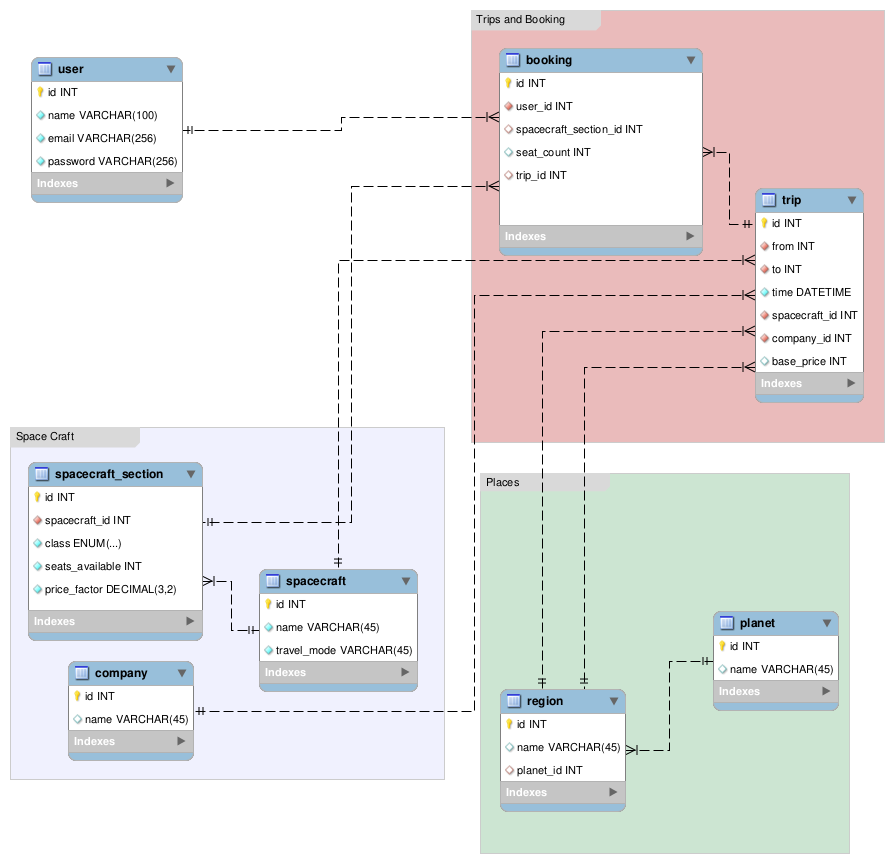 Trips and Booking
user
id INT
name VARCHAR(100)
email VARCHAR(256)
password VARCHAR(256)
Indexes
booking
id INT
user_id INT
spacecraft_section_id INT
seat_count INT
trip_id INT
Indexes
trip
id INT
from INT
to INT
time DATETIME
spacecraft_id INT
company_id INT
base_price INT
Indexes
Space Craft
spacecraft_section
id INT
spacecraft_id INT
class ENUM(...)
seats_available INT
price_factor DECIMAL(3,2)
Indexes
spacecraft
id INT
name VARCHAR(45)
travel_mode VARCHAR(45)
Indexes
company
id INT
name VARCHAR(45)
Indexes
Places
planet
id INT
name VARCHAR(45)
Indexes
region
id INT
name VARCHAR(45)
planet_id INT
Indexes